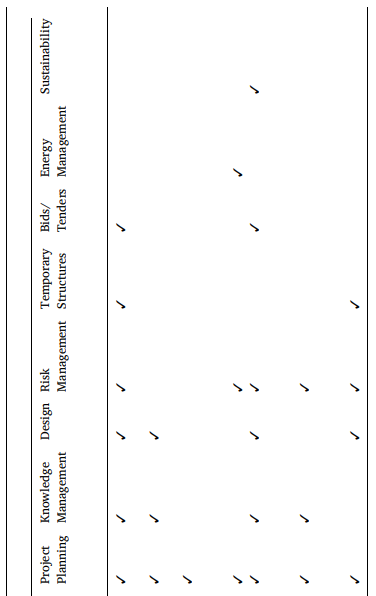 Project Knowledge Design Risk Temporary Bids/ Energy Sustainability
Planning Management Management Structures Tenders Management
✓ ✓ ✓ ✓ ✓ ✓
✓ ✓ ✓
✓
✓ ✓ ✓
✓ ✓ ✓ ✓ ✓ ✓
✓ ✓ ✓
✓ ✓ ✓ ✓